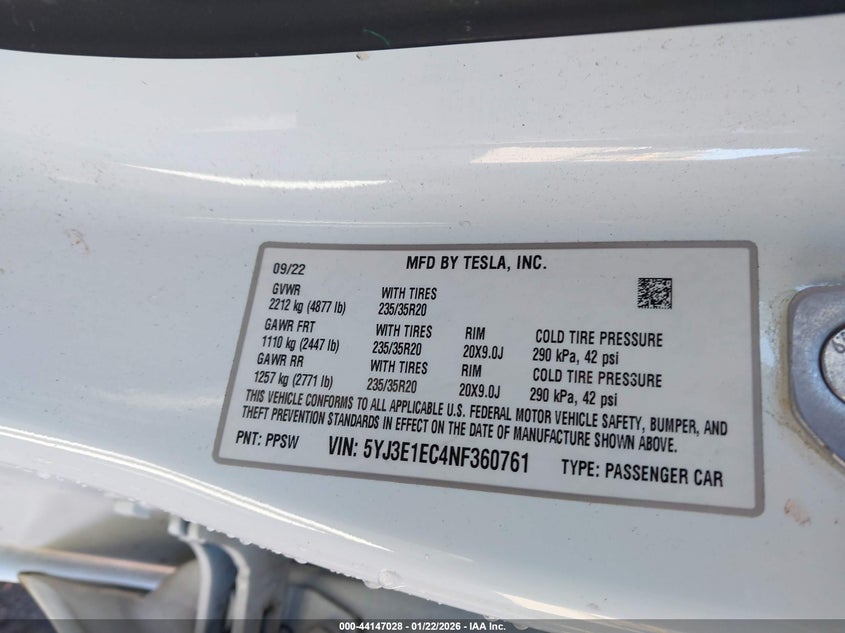 09/22
MFD BY TESLA, INC.
GVWR
2212 kg (4877 lb)
WITH TIRES
235/35R20
GAWR FRT
1110 kg (2447 lb)
WITH TIRES
235/35R20
RIM
20X9.0J
COLD TIRE PRESSURE
290 kPa, 42 psi
GAWR RR
1257 kg (2771 lb)
WITH TIRES
235/35R20
RIM
20X9.0J
COLD TIRE PRESSURE
290 kPa, 42 psi
THIS VEHICLE CONFORMS TO ALL APPLICABLE U.S. FEDERAL MOTOR VEHICLE SAFETY, BUMPER, AND
THEFT PREVENTION STANDARDS IN EFFECT ON THE DATE OF MANUFACTURE SHOWN ABOVE.
PNT: PPSW
VIN: 5YJ3E1EC4NF360761
TYPE: PASSENGER CAR
000-44147028 - 01/22/2026 - IAA Inc.